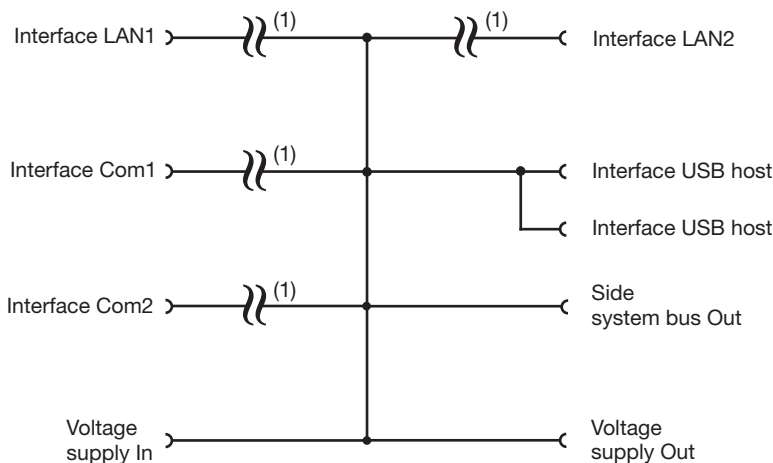 Interface LAN1
(1)
(1)
Interface LAN2
Interface Com1
(1)
Interface USB host
Interface USB host
Interface Com2
(1)
Side
system bus Out
Voltage
supply In
Voltage
supply Out